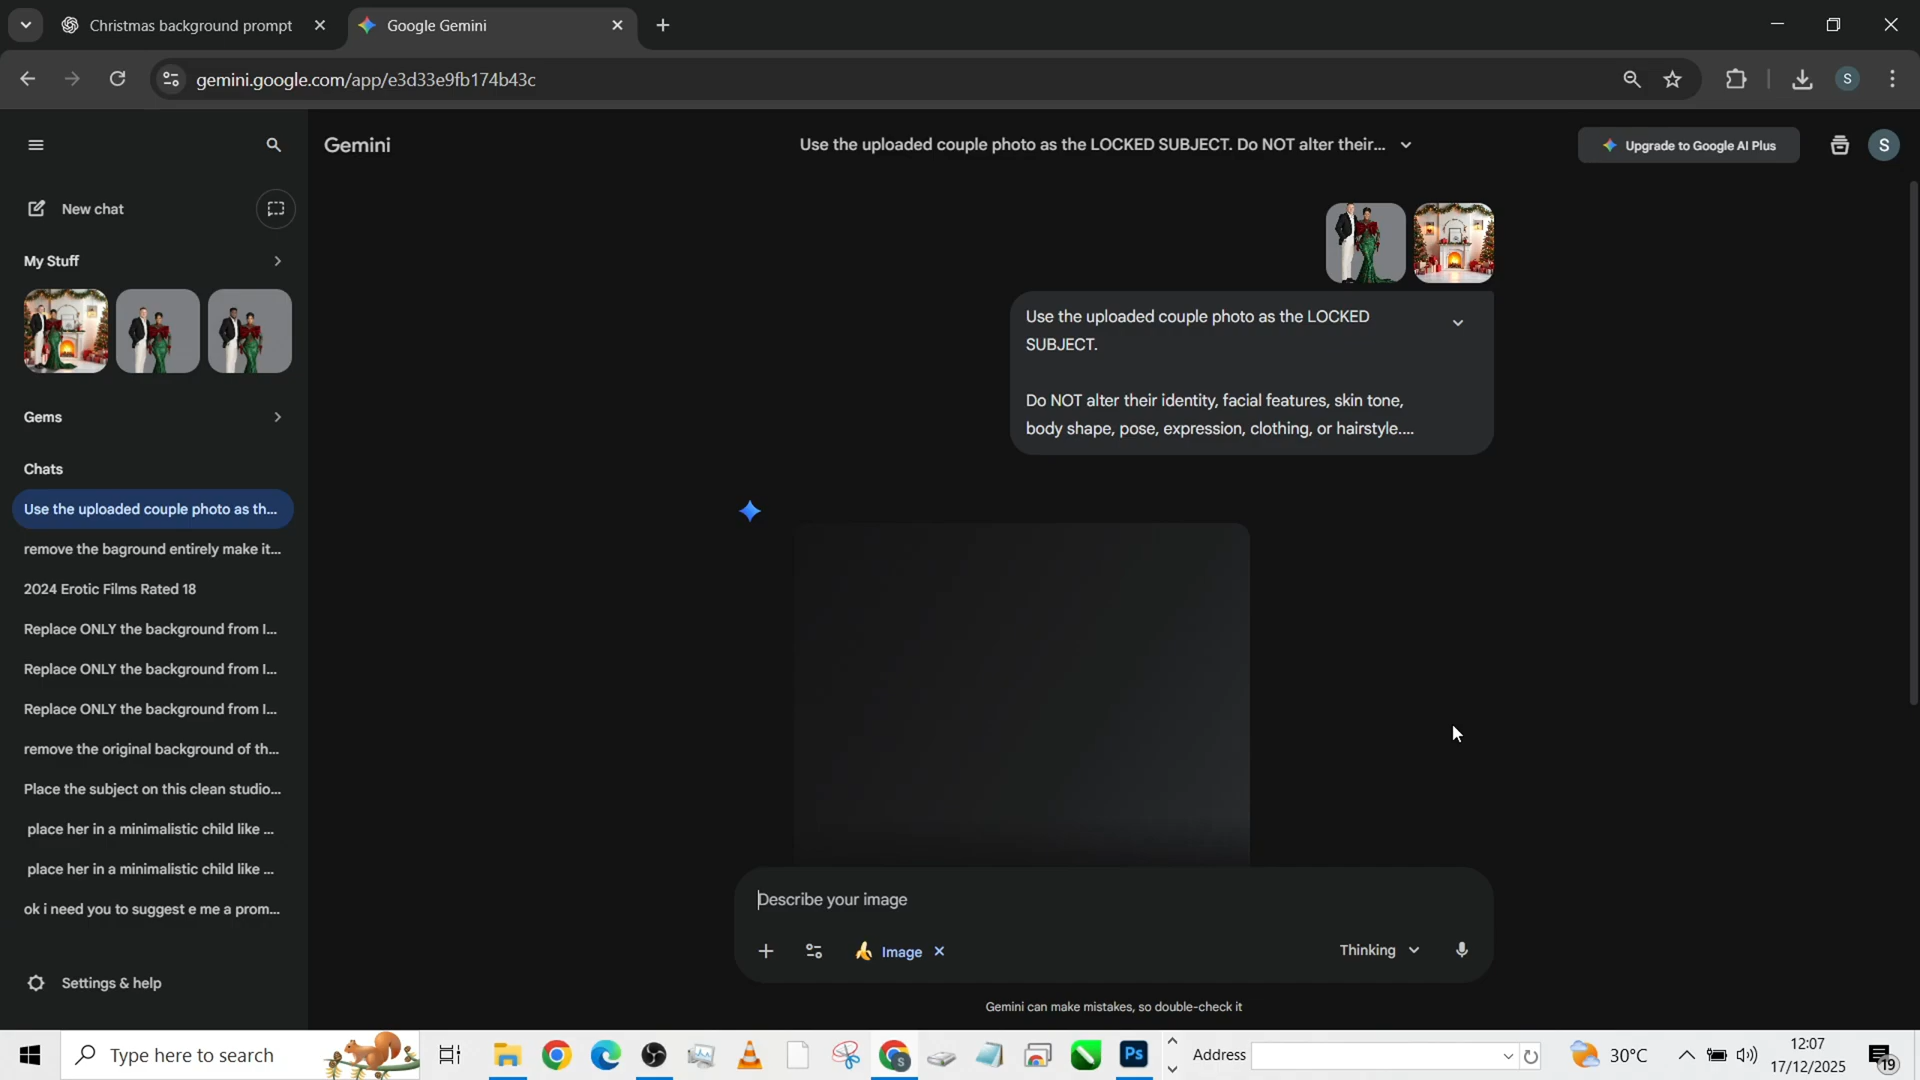 Christmas background prompt
Google Gemini
gemini.google.com/app/e3d33e9fb174b43c
S
Gemini
Use the uploaded couple photo as the LOCKED SUBJECT. Do NOT alter their...
Upgrade to Google AI Plus
S
New chat
My Stuff
Gems
Chats
Use the uploaded couple photo as th...
remove the baground entirely make it...
2024 Erotic Films Rated 18
Replace ONLY the background from I...
Replace ONLY the background from I...
Replace ONLY the background from I...
remove the original background of th...
Place the subject on this clean studio...
place her in a minimalistic child like ...
place her in a minimalistic child like ...
ok i need you to suggest e me a prom...
Settings & help
Use the uploaded couple photo as the LOCKED
SUBJECT.
Do NOT alter their identity, facial features, skin tone,
body shape, pose, expression, clothing, or hairstyle....
Describe your image
Image
Thinking
Gemini can make mistakes, so double-check it
Type here to search
S
Ps
Address
30°C
12:07
17/12/2025
19